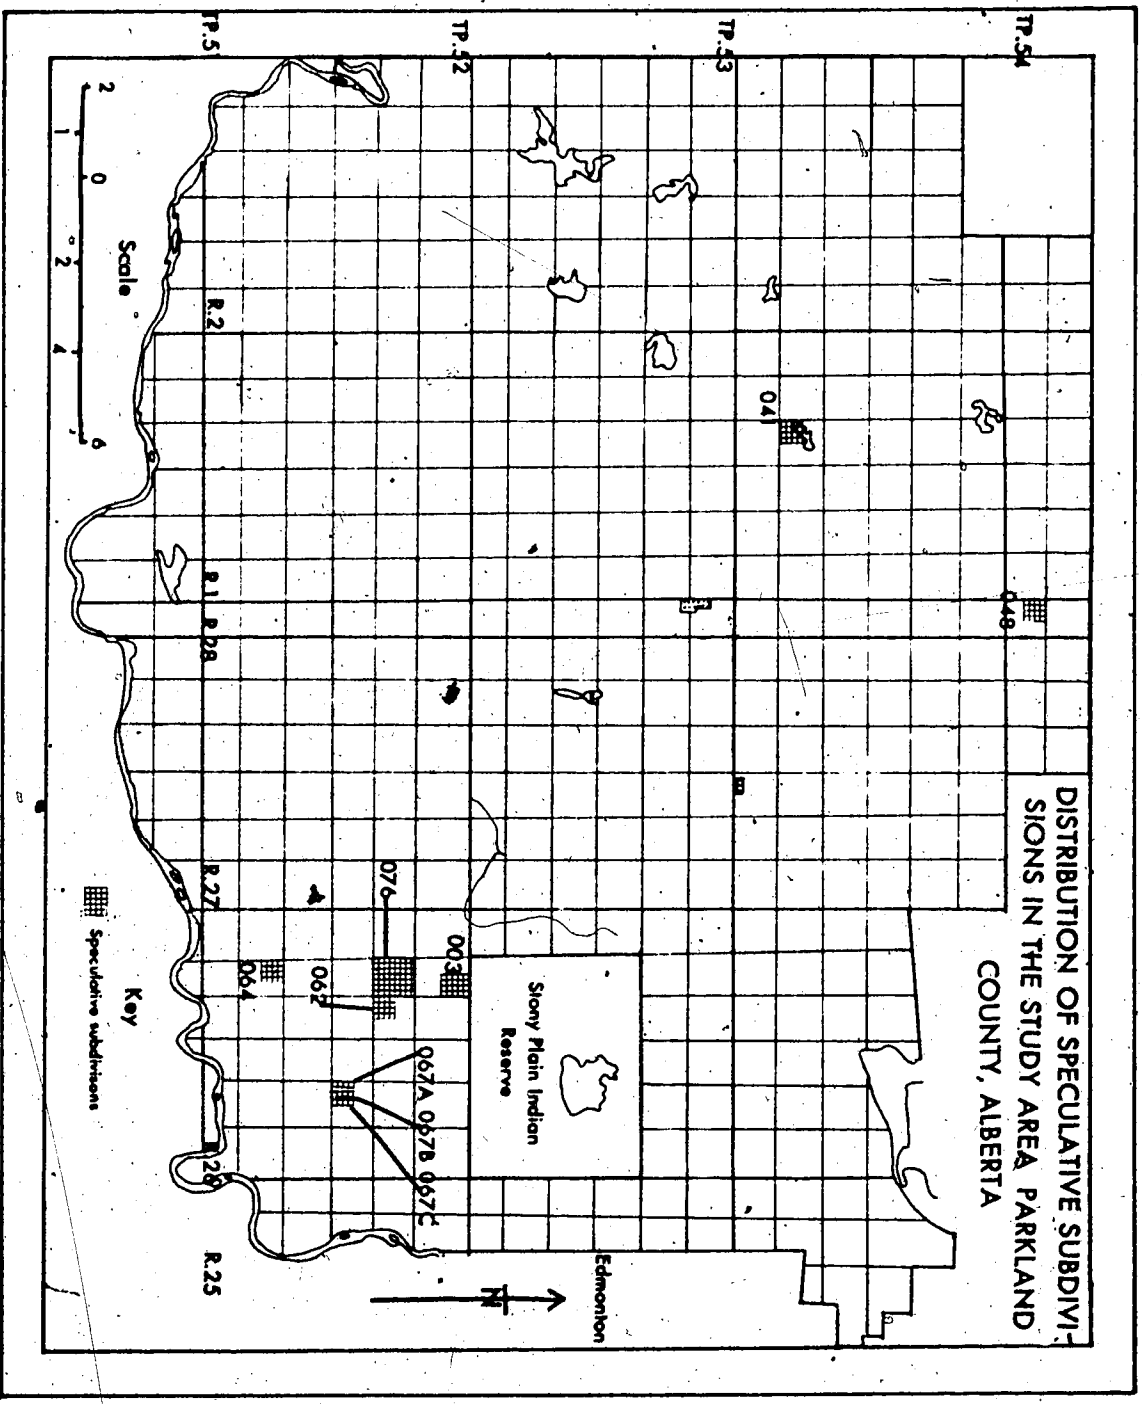 DISTRIBUTION OF SPECULATIVE SUBDIVI-
SIONS IN THE STUDY AREA PARKLAND
COUNTY, ALBERTA
TP.54
TP.53
TP.52
TP.5
048
041
Stony Plain Indian
Reserve
Edmonton
N
003
076
062
064
067A 067B 067C
R.2
R.1
R.28
R.27
R.25
2 1 0 2 4 6
Scale
Key
Speculative subdivisons